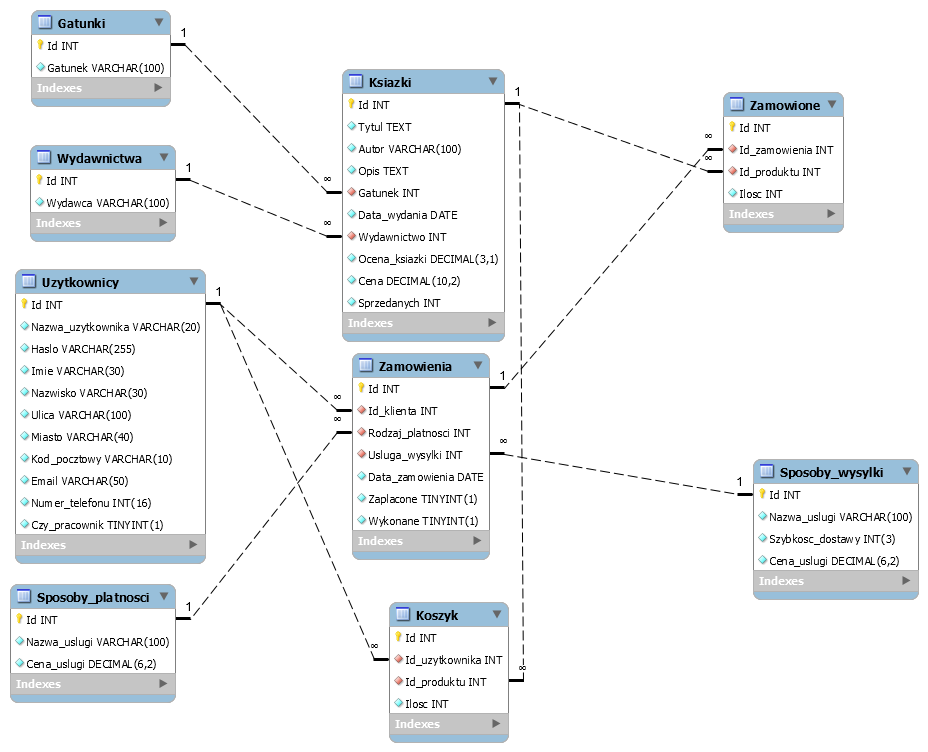 Gatunki
Id INT
Gatunek VARCHAR(100)
Indexes
1
∞
Wydawnictwa
Id INT
Wydawca VARCHAR(100)
Indexes
1
∞
Ksiazki
Id INT
Tytul TEXT
Autor VARCHAR(100)
Opis TEXT
Gatunek INT
Data_wydania DATE
Wydawnictwo INT
Ocena_ksiazki DECIMAL(3,1)
Cena DECIMAL(10,2)
Sprzedanych INT
Indexes
1
∞
∞
Zamowione
Id INT
Id_zamowienia INT
Id_produktu INT
Ilosc INT
Indexes
Uzytkownicy
Id INT
Nazwa_uzytkownika VARCHAR(20)
Haslo VARCHAR(255)
Imie VARCHAR(30)
Nazwisko VARCHAR(30)
Ulica VARCHAR(100)
Miasto VARCHAR(40)
Kod_pocztowy VARCHAR(10)
Email VARCHAR(50)
Numer_telefonu INT(16)
Czy_pracownik TINYINT(1)
Indexes
1
∞
∞
Zamowienia
Id INT
Id_klienta INT
Rodzaj_platnosci INT
Usluga_wysylki INT
Data_zamowienia DATE
Zaplacone TINYINT(1)
Wykonane TINYINT(1)
Indexes
1
∞
1
Sposoby_wysylki
Id INT
Nazwa_uslugi VARCHAR(100)
Szybkosc_dostawy INT(3)
Cena_uslugi DECIMAL(6,2)
Indexes
Sposoby_platnosci
Id INT
Nazwa_uslugi VARCHAR(100)
Cena_uslugi DECIMAL(6,2)
Indexes
1
∞
Koszyk
Id INT
Id_uzytkownika INT
Id_produktu INT
Ilosc INT
Indexes
∞